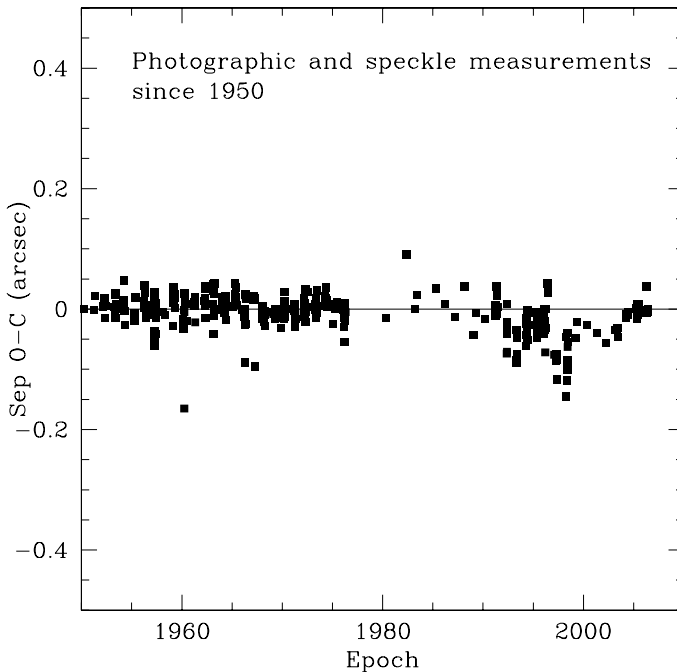 Photographic and speckle measurements
since 1950
Sep O−C (arcsec)
0.4
0.2
0
−0.2
−0.4
1960
1980
2000
Epoch